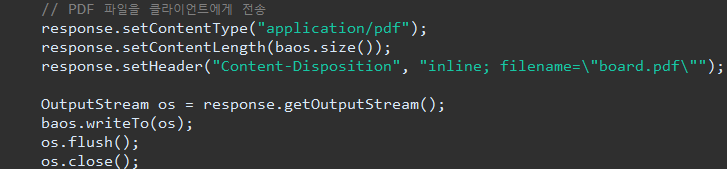 // PDF 파일을 클라이언트에게 전송
response.setContentType("application/pdf");
response.setContentLength(baos.size());
response.setHeader("Content-Disposition", "inline; filename=\"board.pdf\"");
OutputStream os = response.getOutputStream();
baos.writeTo(os);
os.flush();
os.close();